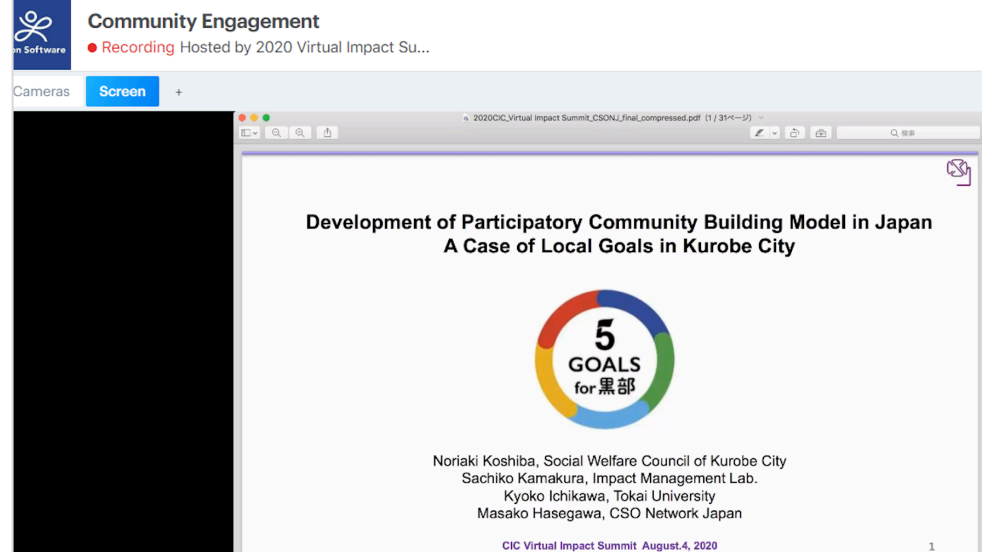 on Software
Community Engagement
Recording Hosted by 2020 Virtual Impact Su...
Cameras
Screen
+
2020CIC_Virtual Impact Summit_CSONJ_final_compressed.pdf (1 / 31ページ)
検索
Development of Participatory Community Building Model in Japan
A Case of Local Goals in Kurobe City
5
GOALS
for黒部
Noriaki Koshiba, Social Welfare Council of Kurobe City
Sachiko Kamakura, Impact Management Lab.
Kyoko Ichikawa, Tokai University
Masako Hasegawa, CSO Network Japan
CIC Virtual Impact Summit August.4, 2020
1